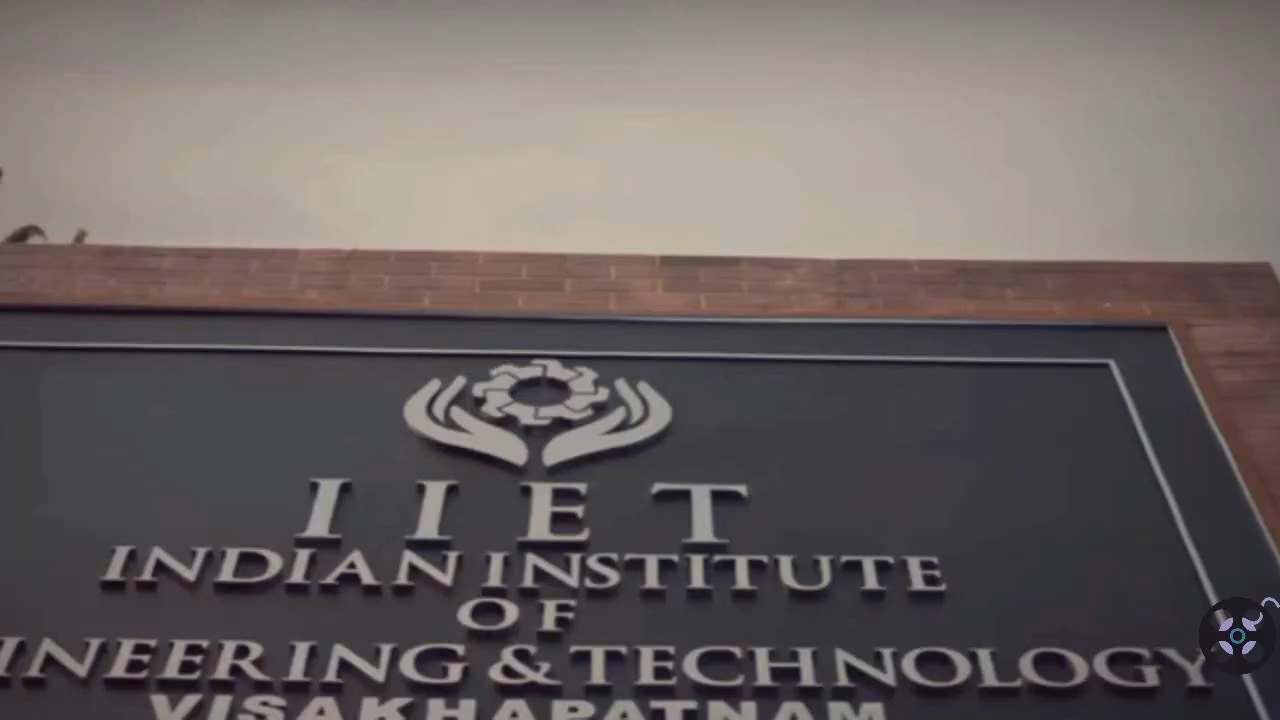 IIET
INDIAN INSTITUTE
OF
INEERING & TECHNOLOGY
VISAKHAPATNAM